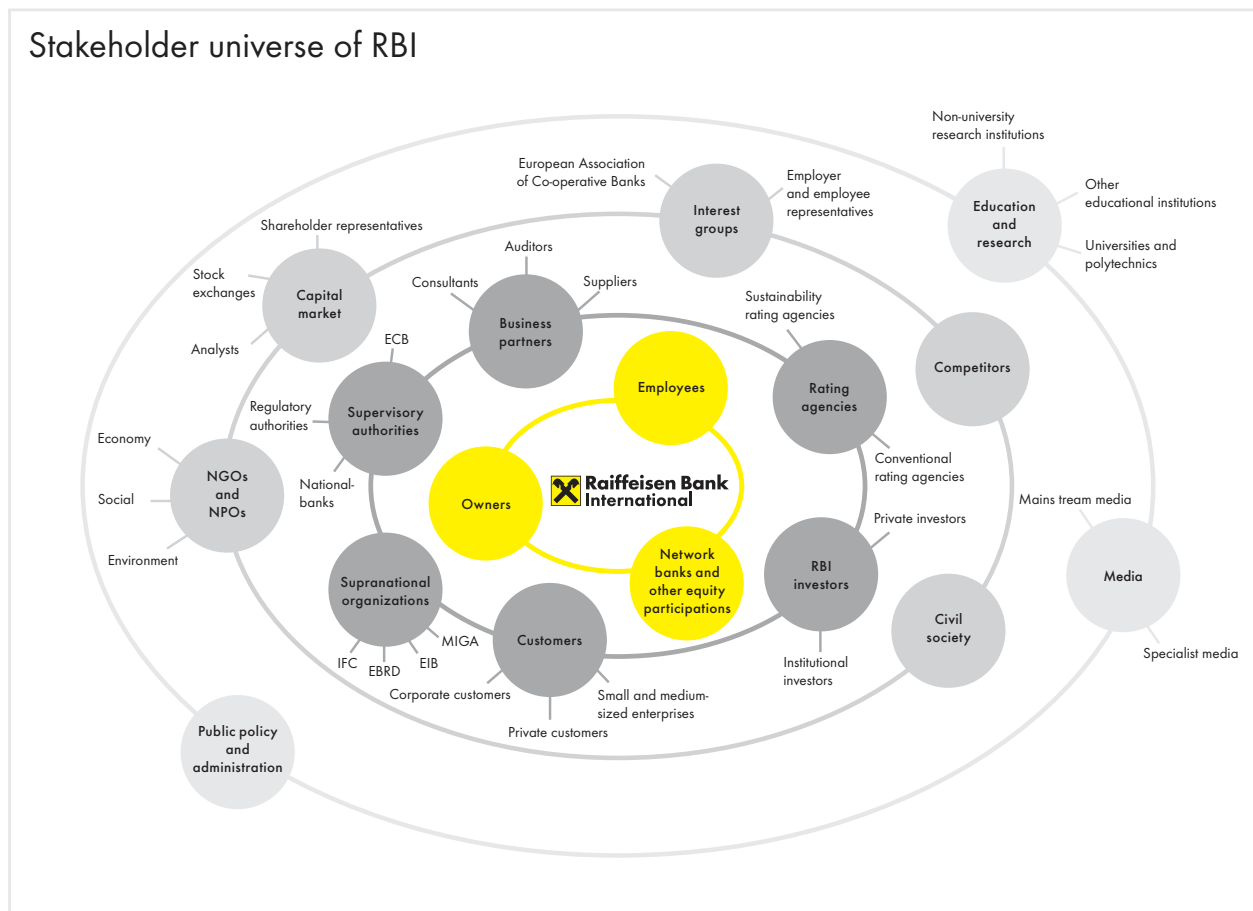 Stakeholder universe of RBI
Non-university
research institutions
Other
educational institutions
Education
and
research
Universities and
polytechnics
European Association
of Co-operative Banks
Interest
groups
Employer
and employee
representatives
Shareholder representatives
Stock
exchanges
Capital
market
Analysts
Auditors
Consultants
Suppliers
Business
partners
Sustainability
rating agencies
Rating
agencies
Conventional
rating agencies
Competitors
ECB
Regulatory
authorities
Supervisory
authorities
National-
banks
Employees
Economy
Social
Environment
NGOs
and
NPOs
Owners
Raiffeisen Bank
International
Network
banks and
other equity
participations
Private investors
RBI
investors
Institutional
investors
Mains tream media
Media
Specialist media
Civil
society
Supranational
organizations
IFC
EBRD
EIB
MIGA
Customers
Corporate customers
Private customers
Small and medium-
sized enterprises
Public policy
and
administration